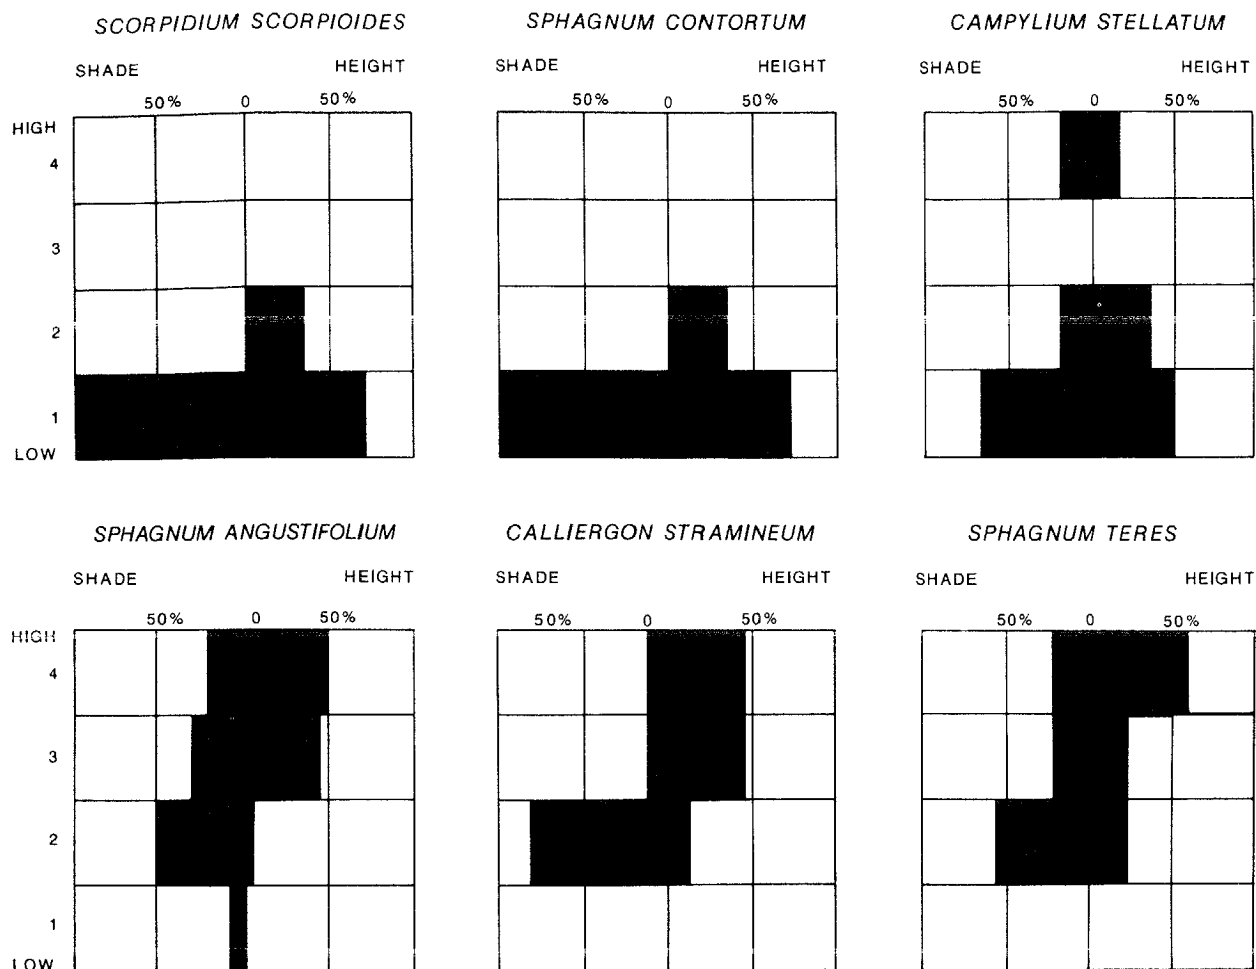 SCORPIDIUM SCORPIOIDES
SPHAGNUM CONTORTUM
CAMPYLIUM STELLATUM
SHADE HEIGHT
SHADE HEIGHT
SHADE HEIGHT
50% 0 50%
50% 0 50%
50% 0 50%
HIGH
4
3
2
1
LOW
SPHAGNUM ANGUSTIFOLIUM
CALLIERGON STRAMINEUM
SPHAGNUM TERES
SHADE HEIGHT
SHADE HEIGHT
SHADE HEIGHT
50% 0 50%
50% 0 50%
50% 0 50%
HIGH
4
3
2
1
LOW